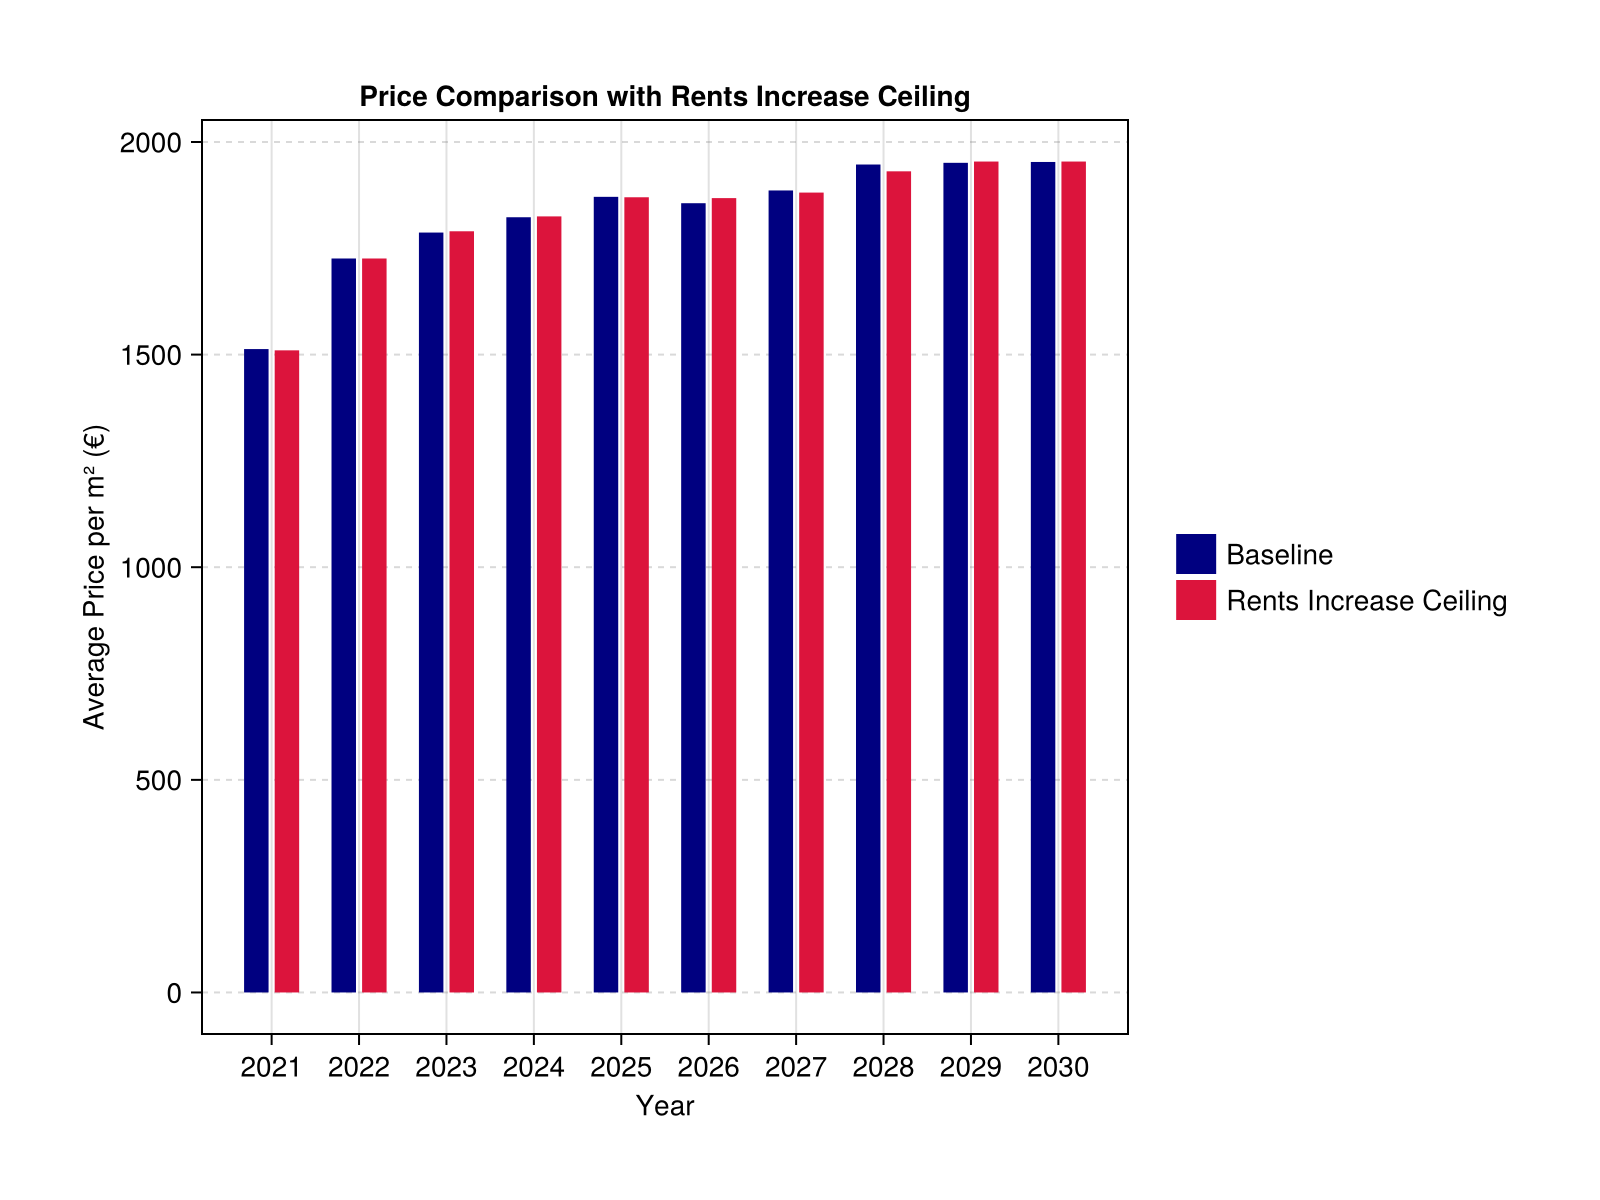 Price Comparison with Rents Increase Ceiling
2000
1500
1000
500
0
Average Price per m² (€)
2021 2022 2023 2024 2025 2026 2027 2028 2029 2030
Year
Baseline
Rents Increase Ceiling